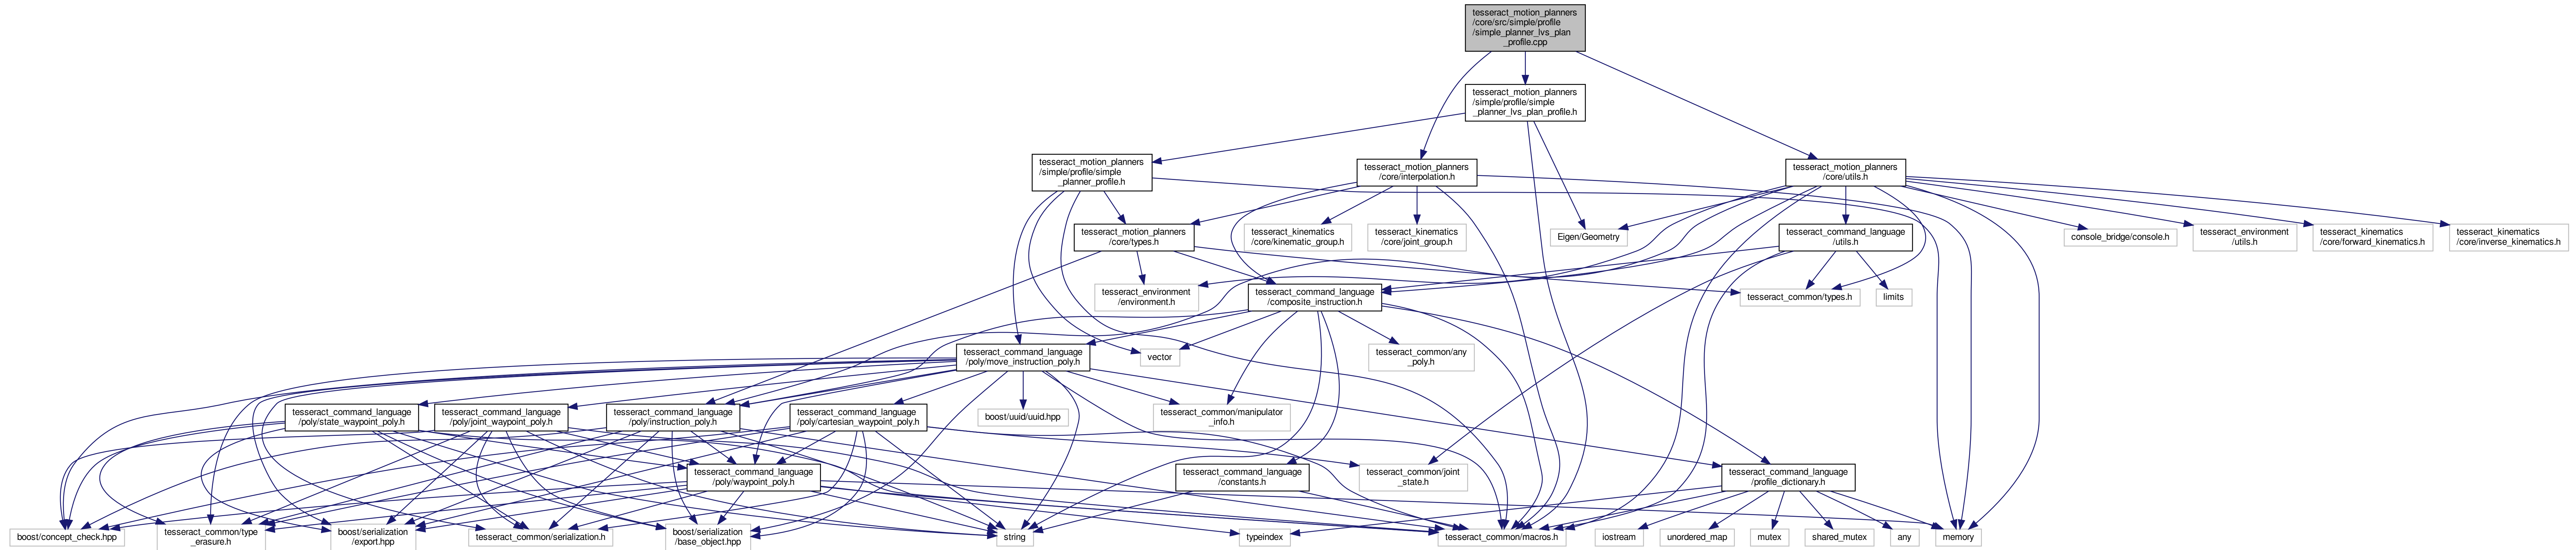 tesseract_motion_planners
/core/src/simple/profile
/simple_planner_lvs_plan
_profile.cpp
tesseract_motion_planners
/simple/profile/simple
_planner_lvs_plan_profile.h
tesseract_motion_planners
/simple/profile/simple
_planner_profile.h
tesseract_motion_planners
/core/interpolation.h
tesseract_motion_planners
/core/utils.h
tesseract_motion_planners
/core/types.h
tesseract_kinematics
/core/kinematic_group.h
tesseract_kinematics
/core/joint_group.h
Eigen/Geometry
tesseract_command_language
/utils.h
console_bridge/console.h
tesseract_environment
/utils.h
tesseract_kinematics
/core/forward_kinematics.h
tesseract_kinematics
/core/inverse_kinematics.h
tesseract_environment
/environment.h
tesseract_command_language
/composite_instruction.h
tesseract_common/types.h
limits
tesseract_command_language
/poly/move_instruction_poly.h
vector
tesseract_common/any
_poly.h
tesseract_command_language
/poly/state_waypoint_poly.h
tesseract_command_language
/poly/joint_waypoint_poly.h
tesseract_command_language
/poly/instruction_poly.h
tesseract_command_language
/poly/cartesian_waypoint_poly.h
boost/uuid/uuid.hpp
tesseract_common/manipulator
_info.h
tesseract_command_language
/poly/waypoint_poly.h
tesseract_command_language
/constants.h
tesseract_common/joint
_state.h
tesseract_command_language
/profile_dictionary.h
boost/concept_check.hpp
tesseract_common/type
_erasure.h
boost/serialization
/export.hpp
tesseract_common/serialization.h
boost/serialization
/base_object.hpp
string
typeindex
tesseract_common/macros.h
iostream
unordered_map
mutex
shared_mutex
any
memory